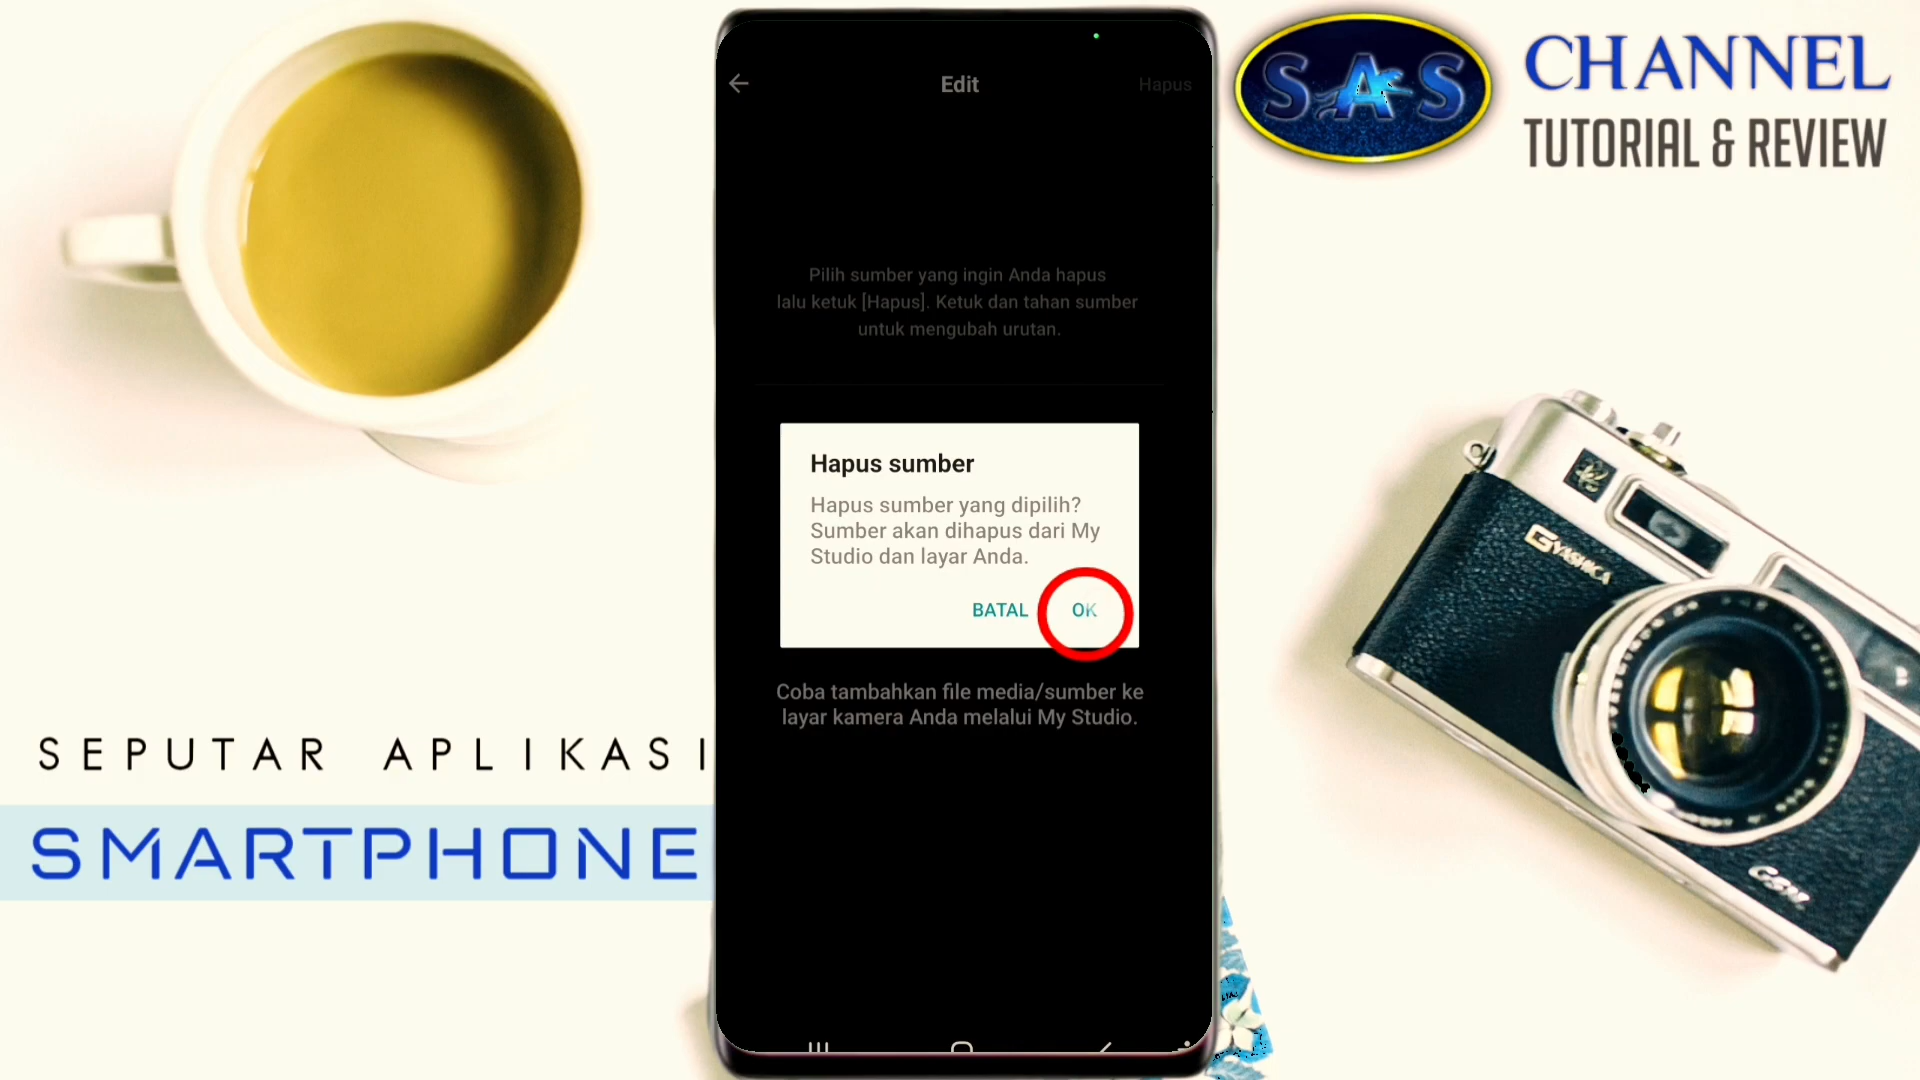 Edit
Hapus
Pilih sumber yang ingin Anda hapus
lalu ketuk [Hapus]. Ketuk dan tahan sumber
untuk mengubah urutan.
Hapus sumber
Hapus sumber yang dipilih?
Sumber akan dihapus dari My
Studio dan layar Anda.
BATAL
OK
Coba tambahkan file media/sumber ke
layar kamera Anda melalui My Studio.
SAS
CHANNEL
TUTORIAL & REVIEW
SEPUTAR APLIKASI
SMARTPHONE
YASHICA